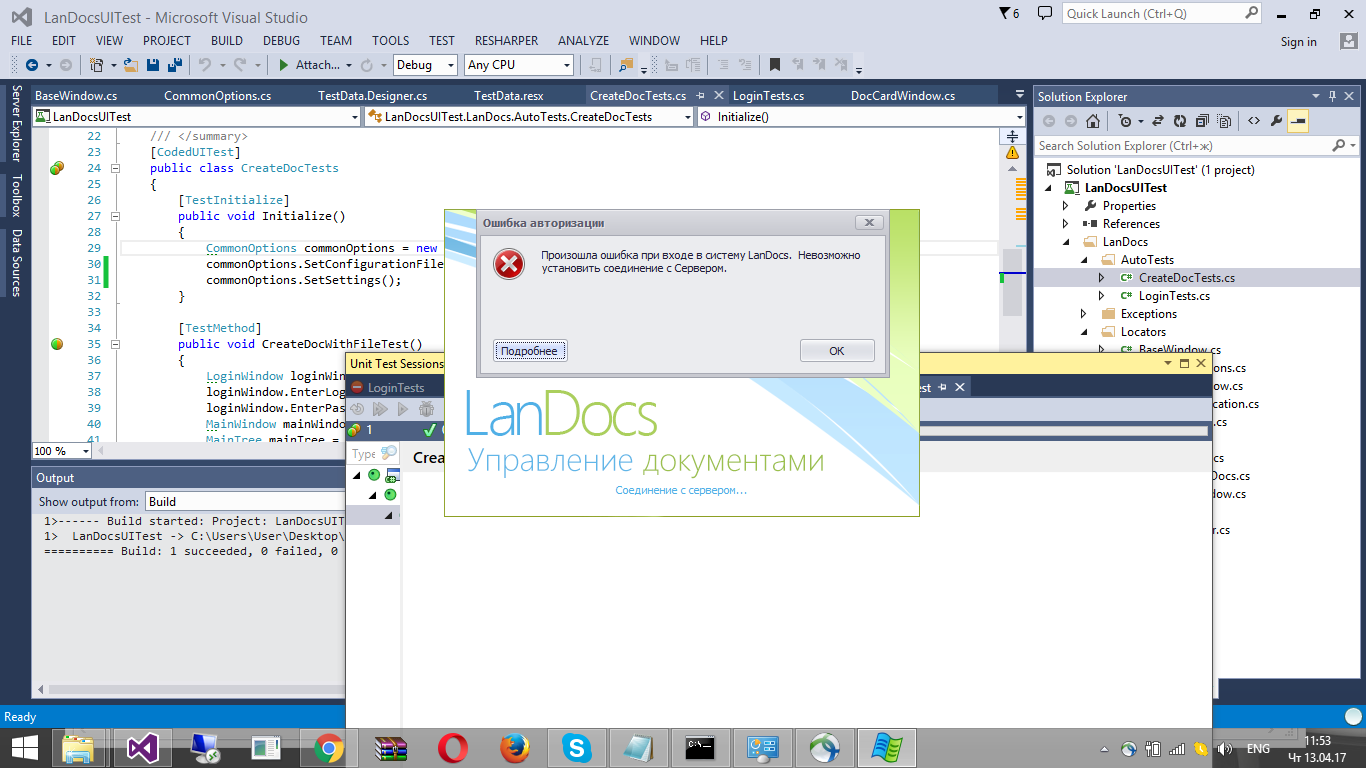 LanDocsUITest - Microsoft Visual Studio
6
Quick Launch (Ctrl+Q)
FILE EDIT VIEW PROJECT BUILD DEBUG TEAM TOOLS TEST RESHARPER ANALYZE WINDOW HELP
Sign in
Attach... Debug Any CPU
Server Explorer
Toolbox
Data Sources
BaseWindow.cs CommonOptions.cs TestData.Designer.cs TestData.resx CreateDocTests.cs LoginTests.cs DocCardWindow.cs
LanDocsUITest LanDocsUITest.LanDocs.AutoTests.CreateDocTests Initialize()
22 /// </summary>
23 [CodedUITest]
24 public class CreateDocTests
25 {
26 [TestInitialize]
27 public void Initialize()
28 {
29 CommonOptions commonOptions = new
30 commonOptions.SetConfigurationFile
31 commonOptions.SetSettings();
32 }
33
34 [TestMethod]
35 public void CreateDocWithFileTest()
36 {
37 LoginWindow loginWin
38 loginWindow.EnterLog
39 loginWindow.EnterPas
40 MainWindow mainWindow
41 MainTree mainTree =
100 %
Output
Show output from: Build
1>------ Build started: Project: LanDocsUIT
1> LanDocsUITest -> C:\Users\User\Desktop\
========== Build: 1 succeeded, 0 failed, 0
Ready
Ошибка авторизации
Произошла ошибка при входе в систему LanDocs. Невозможно
установить соединение с Сервером.
Подробнее
OK
LanDocs
Управление документами
Соединение с сервером...
Unit Test Sessions
LoginTests
est
1
Type
Crea
Solution Explorer
Search Solution Explorer (Ctrl+ж)
Solution 'LanDocsUITest' (1 project)
LanDocsUITest
Properties
References
LanDocs
AutoTests
CreateDocTests.cs
LoginTests.cs
Exceptions
Locators
BaseWindow.cs
ons.cs
ow.cs
cation.cs
.cs
cs
Docs.cs
dow.cs
r.cs
ENG
11:53
Чт 13.04.17